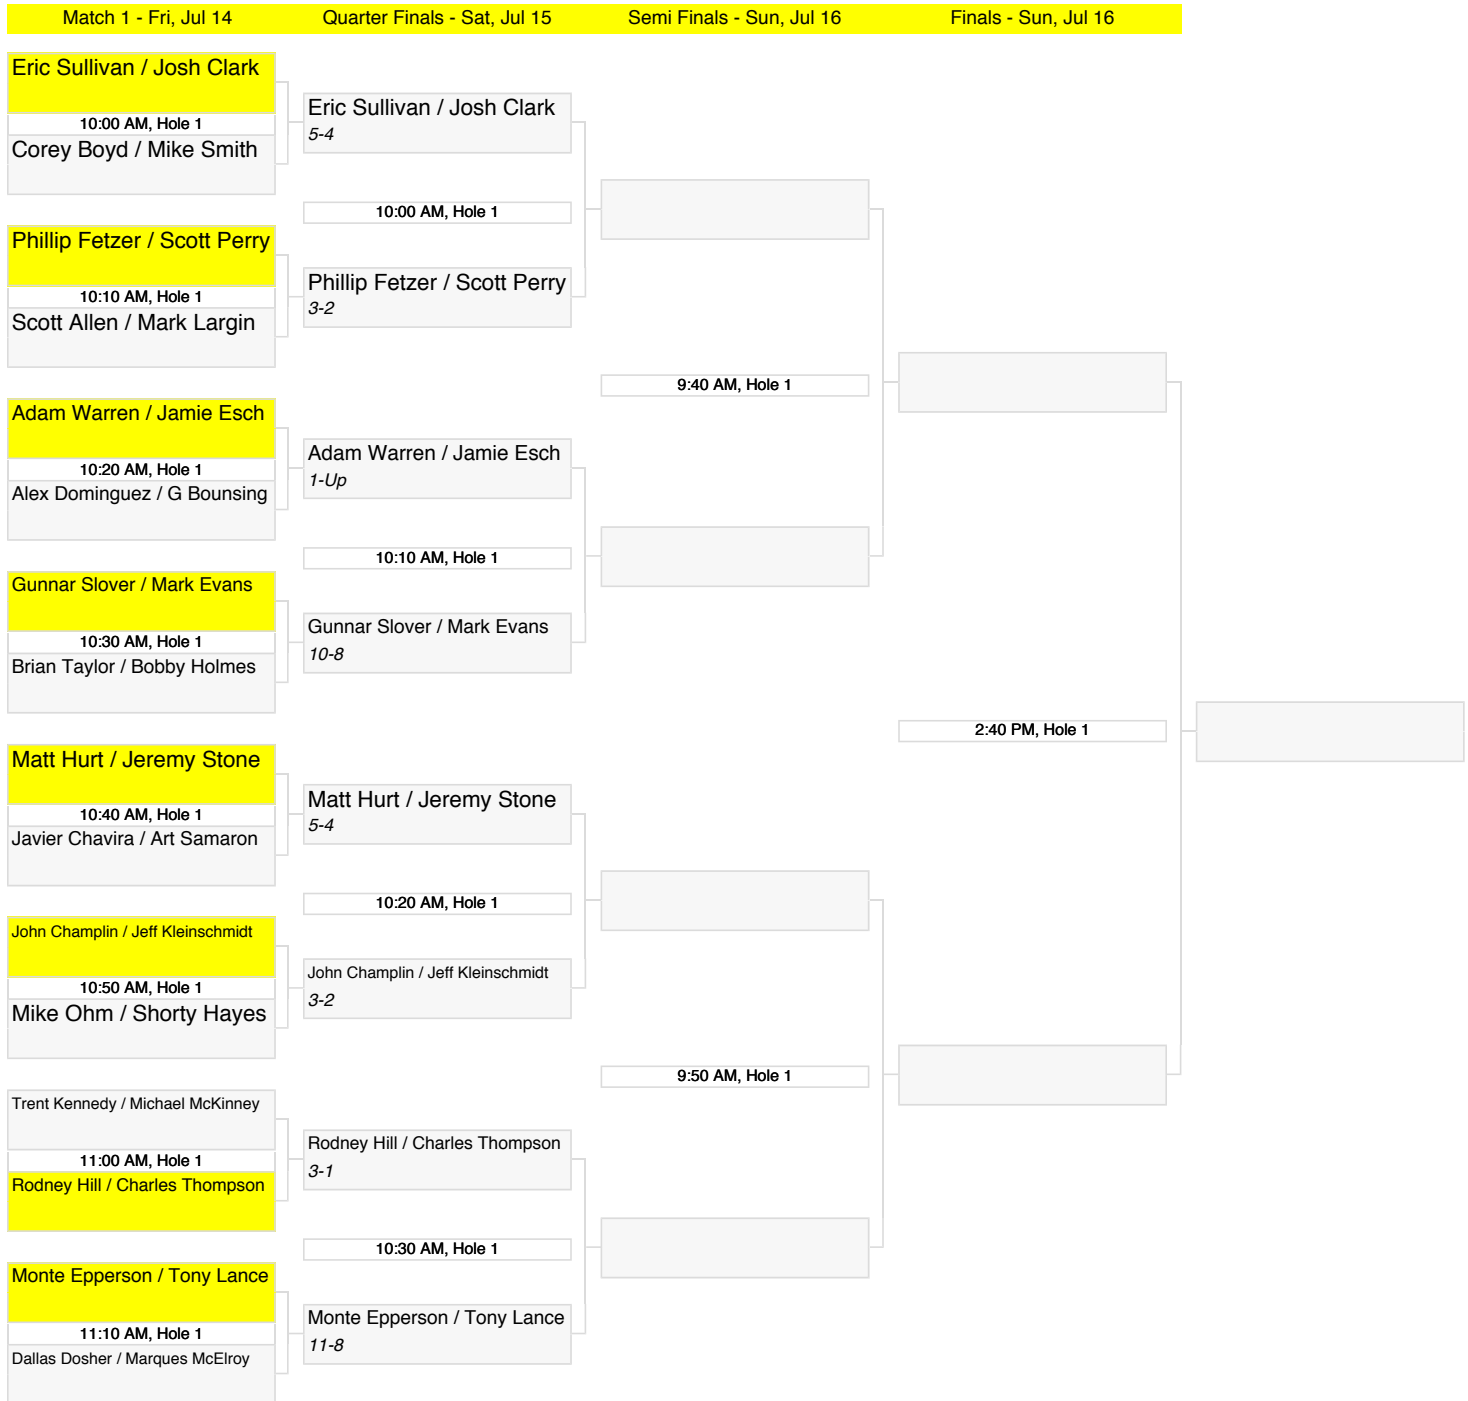 Match 1 - Fri, Jul 14
Quarter Finals - Sat, Jul 15
Semi Finals - Sun, Jul 16
Finals - Sun, Jul 16
Eric Sullivan / Josh Clark
10:00 AM, Hole 1
Corey Boyd / Mike Smith
Phillip Fetzer / Scott Perry
10:10 AM, Hole 1
Scott Allen / Mark Largin
Adam Warren / Jamie Esch
10:20 AM, Hole 1
Alex Dominguez / G Bounsing
Gunnar Slover / Mark Evans
10:30 AM, Hole 1
Brian Taylor / Bobby Holmes
Matt Hurt / Jeremy Stone
10:40 AM, Hole 1
Javier Chavira / Art Samaron
John Champlin / Jeff Kleinschmidt
10:50 AM, Hole 1
Mike Ohm / Shorty Hayes
Trent Kennedy / Michael McKinney
11:00 AM, Hole 1
Rodney Hill / Charles Thompson
Monte Epperson / Tony Lance
11:10 AM, Hole 1
Dallas Dosher / Marques McElroy
Eric Sullivan / Josh Clark
5-4
10:00 AM, Hole 1
Phillip Fetzer / Scott Perry
3-2
Adam Warren / Jamie Esch
1-Up
10:10 AM, Hole 1
Gunnar Slover / Mark Evans
10-8
Matt Hurt / Jeremy Stone
5-4
10:20 AM, Hole 1
John Champlin / Jeff Kleinschmidt
3-2
Rodney Hill / Charles Thompson
3-1
10:30 AM, Hole 1
Monte Epperson / Tony Lance
11-8
9:40 AM, Hole 1
9:50 AM, Hole 1
2:40 PM, Hole 1